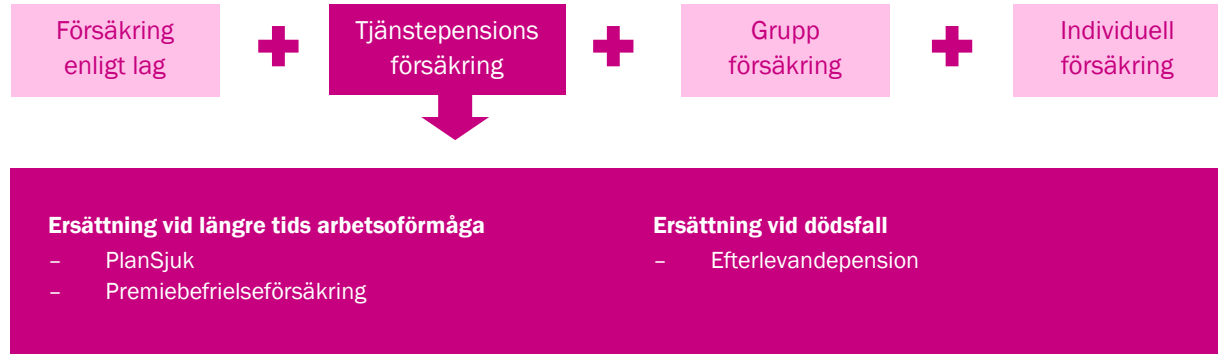 Försäkring
enligt lag
Tjänstepensions
försäkring
Grupp
försäkring
Individuell
försäkring
Ersättning vid längre tids arbetsoförmåga
– PlanSjuk
– Premiebefrielseförsäkring
Ersättning vid dödsfall
– Efterlevandepension